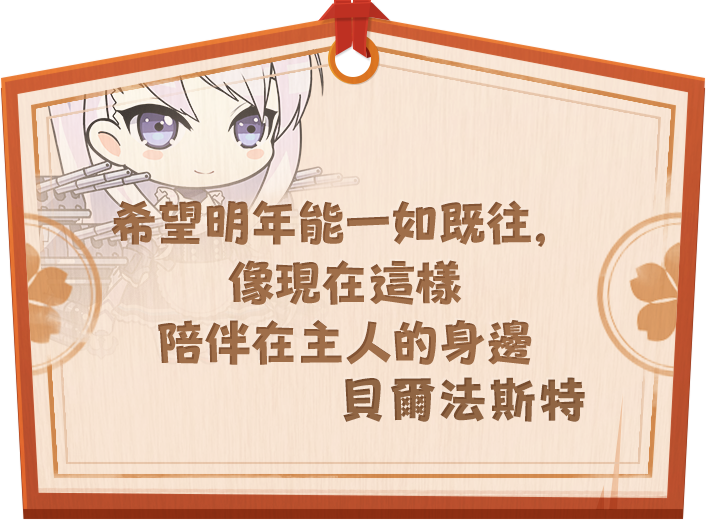 希望明年能一如既往,
像現在這樣
陪伴在主人的身邊
貝爾法斯特